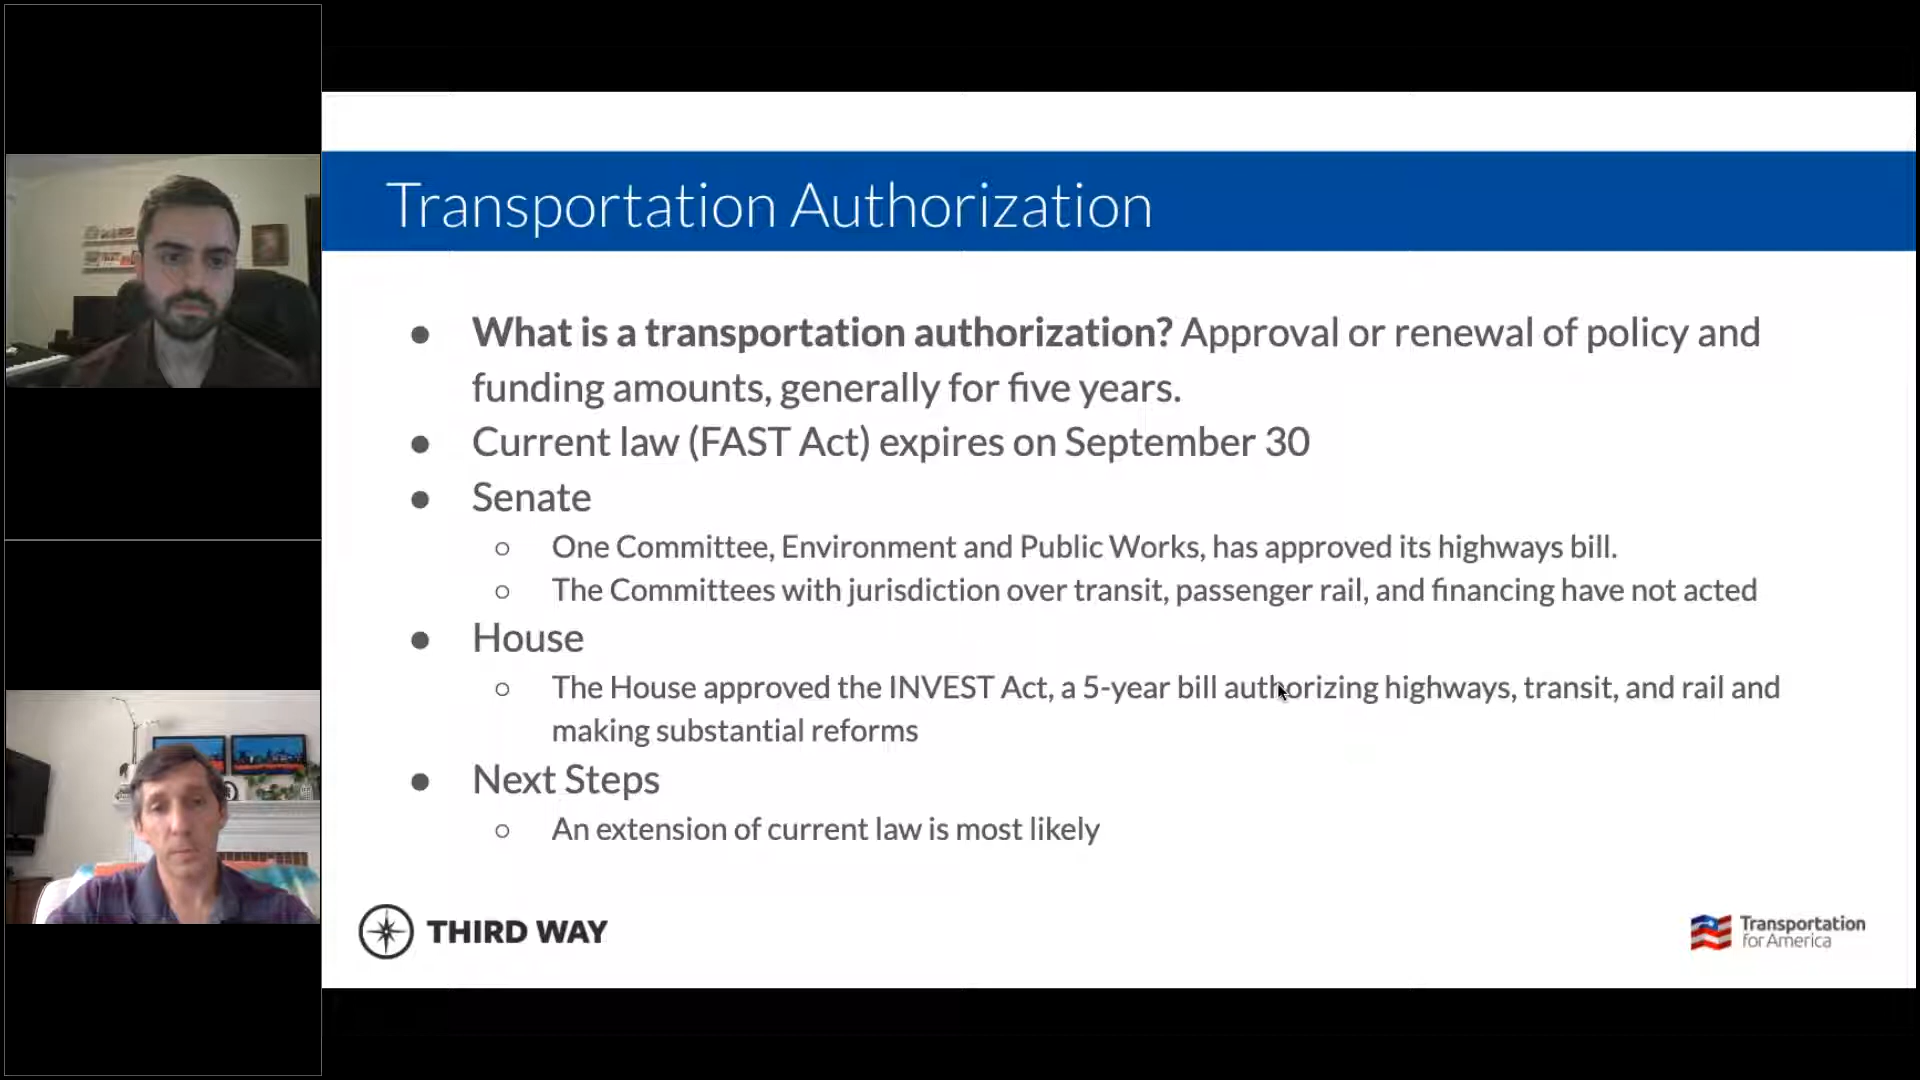 Transportation Authorization
● What is a transportation authorization? Approval or renewal of policy and
funding amounts, generally for five years.
● Current law (FAST Act) expires on September 30
● Senate
○ One Committee, Environment and Public Works, has approved its highways bill.
○ The Committees with jurisdiction over transit, passenger rail, and financing have not acted
● House
○ The House approved the INVEST Act, a 5-year bill authorizing highways, transit, and rail and
making substantial reforms
● Next Steps
○ An extension of current law is most likely
THIRD WAY
Transportation
for America